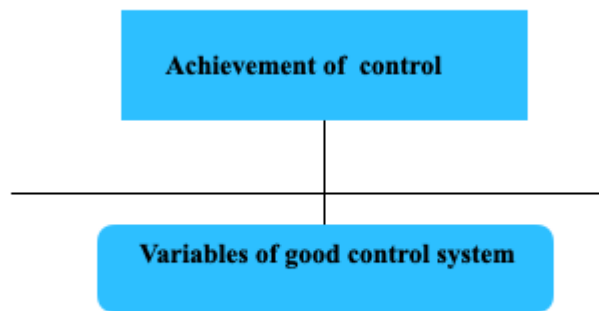 Achievement of control
Variables of good control system